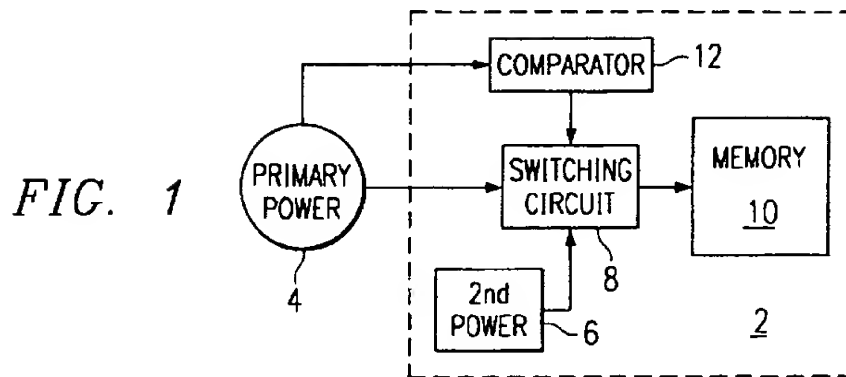 FIG. 1
PRIMARY
POWER
4
COMPARATOR
12
SWITCHING
CIRCUIT
8
2nd
POWER
6
MEMORY
10
2